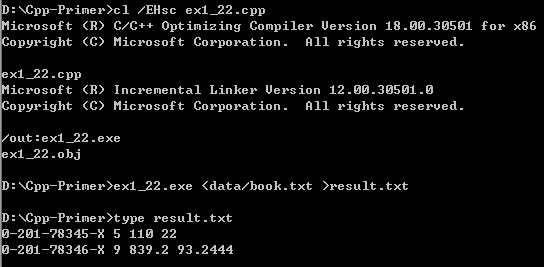 D:\Cpp-Primer>cl /EHsc ex1_22.cpp
Microsoft (R) C/C++ Optimizing Compiler Version 18.00.30501 for x86
Copyright (C) Microsoft Corporation.  All rights reserved.
ex1_22.cpp
Microsoft (R) Incremental Linker Version 12.00.30501.0
Copyright (C) Microsoft Corporation.  All rights reserved.
/out:ex1_22.exe
ex1_22.obj
D:\Cpp-Primer>ex1_22.exe <data/book.txt >result.txt
D:\Cpp-Primer>type result.txt
0-201-78345-X 5 110 22
0-201-78346-X 9 839.2 93.2444